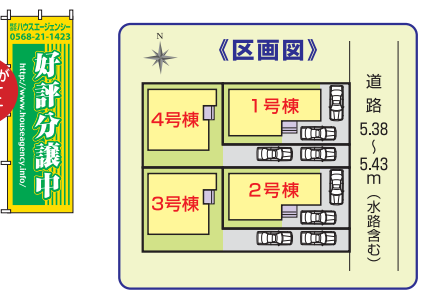 ハウスエージェンシー
0568-21-1423
好評分譲中
http://www.houseagency.info/
が
《区画図》
N
4号棟
1号棟
3号棟
2号棟
道路
5.38
～
5.43
m
（水路含む）